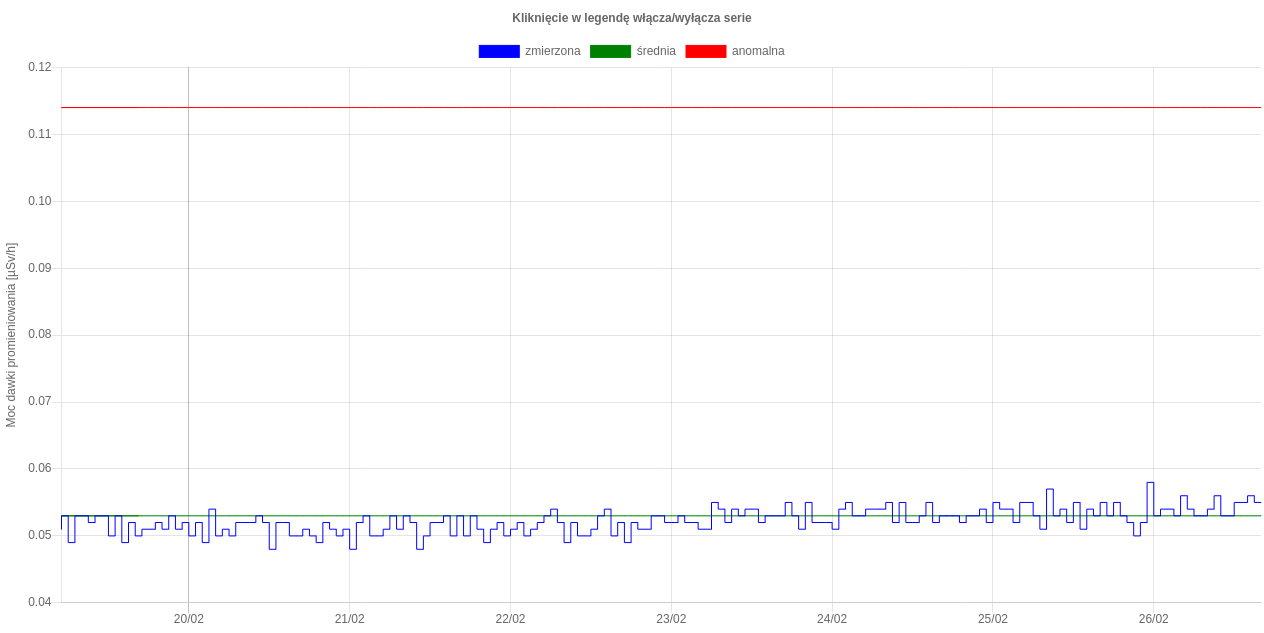 Kliknięcie w legendę włącza/wyłącza serie
zmierzona średnia anomalna
Moc dawki promieniowania [µSv/h]
0.12
0.11
0.10
0.09
0.08
0.07
0.06
0.05
0.04
20/02 21/02 22/02 23/02 24/02 25/02 26/02